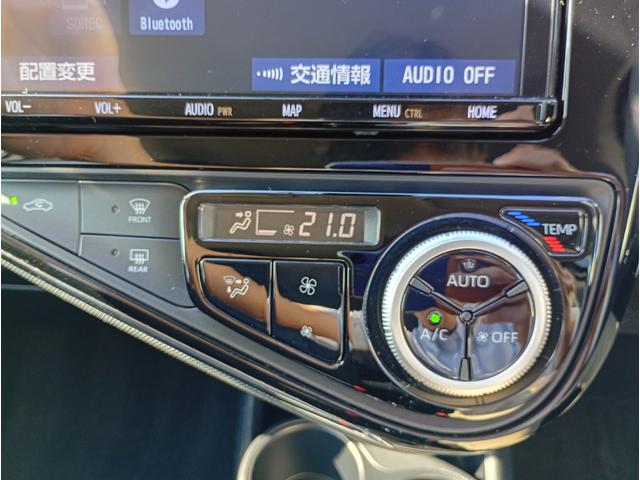 SDREC
Bluetooth
配置変更
交通情報
AUDIO OFF
VOL-
VOL+
AUDIO PWR
MAP
MENU CTRL
HOME
FRONT
REAR
21.0
TEMP
AUTO
A/C
OFF